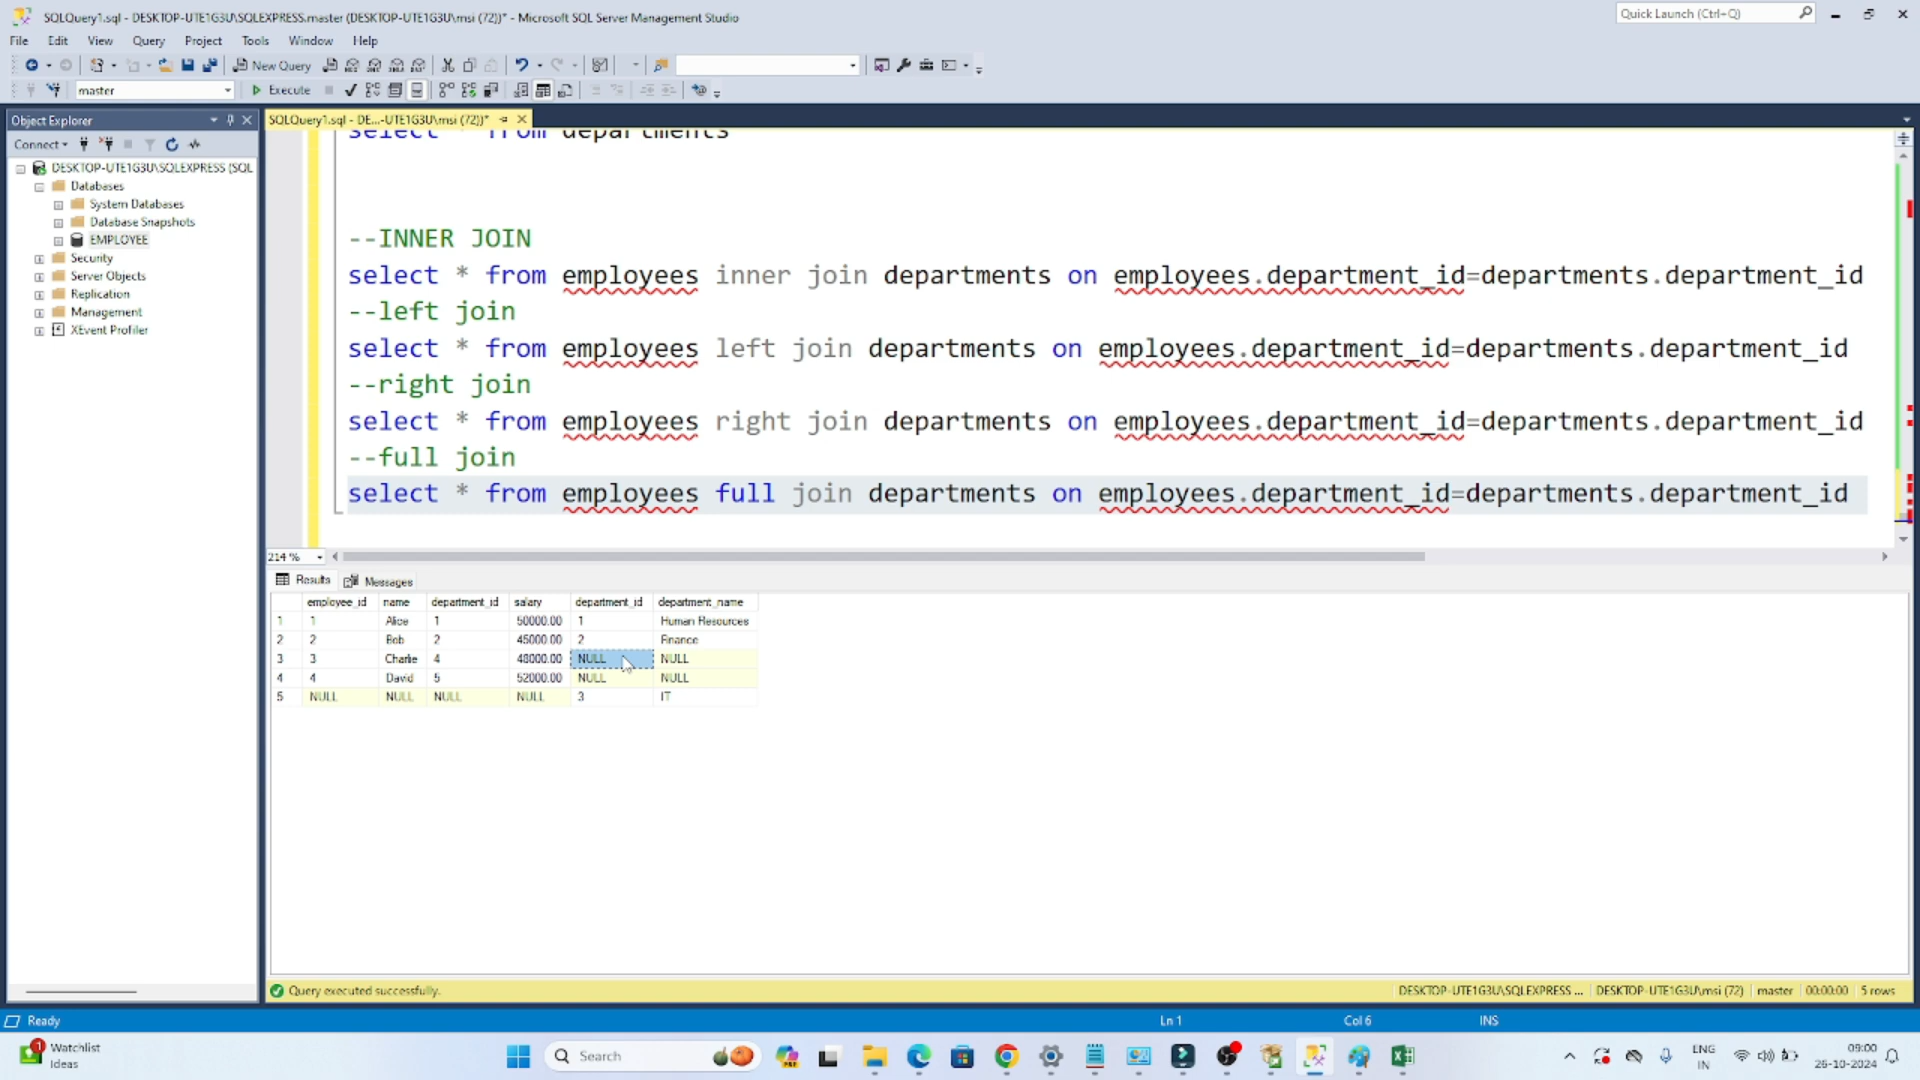 SQLQuery1.sql - DESKTOP-UTE1G3U\SQLEXPRESS.master (DESKTOP-UTE1G3U\msi (72))* - Microsoft SQL Server Management Studio
Quick Launch (Ctrl+Q)
File Edit View Query Project Tools Window Help
New Query
master
Execute
Object Explorer
SQLQuery1.sql - DE...-UTE1G3U\msi (72))*
Connect
DESKTOP-UTE1G3U\SQLEXPRESS (SQL
Databases
System Databases
Database Snapshots
EMPLOYEE
Security
Server Objects
Replication
Management
XEvent Profiler
select * from departments
--INNER JOIN
select * from employees inner join departments on employees.department_id=departments.department_id
--left join
select * from employees left join departments on employees.department_id=departments.department_id
--right join
select * from employees right join departments on employees.department_id=departments.department_id
--full join
select * from employees full join departments on employees.department_id=departments.department_id
214 %
Results Messages
employee_id name department_id salary department_id department_name
1 1 Alice 1 50000.00 1 Human Resources
2 2 Bob 2 45000.00 2 Finance
3 3 Charlie 4 48000.00 NULL NULL
4 4 David 5 52000.00 NULL NULL
5 NULL NULL NULL NULL 3 IT
Query executed successfully.
DESKTOP-UTE1G3U\SQLEXPRESS ... DESKTOP-UTE1G3U\msi (72) master 00:00:00 5 rows
Ready
Ln 1 Col 6 INS
1
Watchlist
Ideas
Search
ENG
IN
09:00
26-10-2024